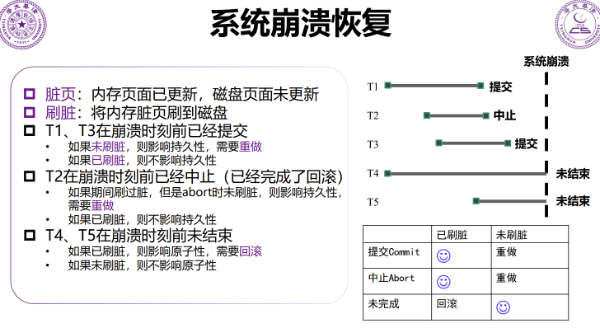 系统崩溃恢复
脏页：内存页面已更新，磁盘页面未更新
刷脏：将内存脏页刷到磁盘
T1、T3在崩溃时刻前已经提交
如果未刷脏，则影响持久性，需要重做
如果已刷脏，则不影响持久性
T2在崩溃时刻前已经中止（已经完成了回滚）
如果期间刷过脏，但是abort时未刷脏，则影响持久性，
需要重做
如果已刷脏，则不影响持久性
T4、T5在崩溃时刻前未结束
如果已刷脏，则影响原子性，需要回滚
如果未刷脏，则不影响原子性
系统崩溃
T1 提交
T2 中止
T3 提交
T4 未结束
T5 未结束
已刷脏 未刷脏
提交Commit 重做
中止Abort 重做
未完成 回滚